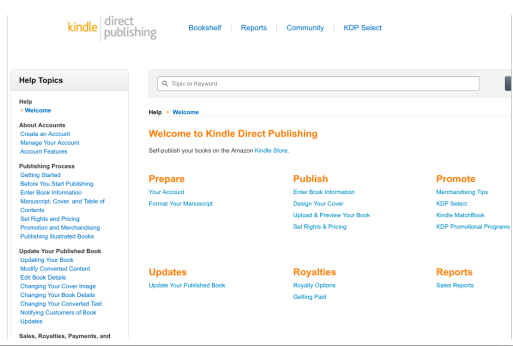 kindle direct publishing
Bookshelf | Reports | Community | KDP Select
Help Topics
Help
Welcome
About Accounts
Create an Account
Manage Your Account
Account Features
Publishing Process
Getting Started
Before You Start Publishing
Enter Book Information
Manuscript, Cover, and Table of
Contents
Set Rights and Pricing
Promotion and Merchandising
Publishing Illustrated Books
Update Your Published Book
Updating Your Book
Modify Converted Content
Edit Book Details
Changing Your Cover Image
Changing Your Book Details
Changing Your Converted Text
Notifying Customers of Book
Updates
Sales, Royalties, Payments, and
Topic or Keyword
Help Welcome
Welcome to Kindle Direct Publishing
Self-publish your books on the Amazon Kindle Store.
Prepare
Your Account
Format Your Manuscript
Publish
Enter Book Information
Design Your Cover
Upload & Preview Your Book
Set Rights & Pricing
Promote
Merchandising Tips
KDP Select
Kindle MatchBook
KDP Promotional Programs
Updates
Update Your Published Book
Royalties
Royalty Options
Getting Paid
Reports
Sales Reports